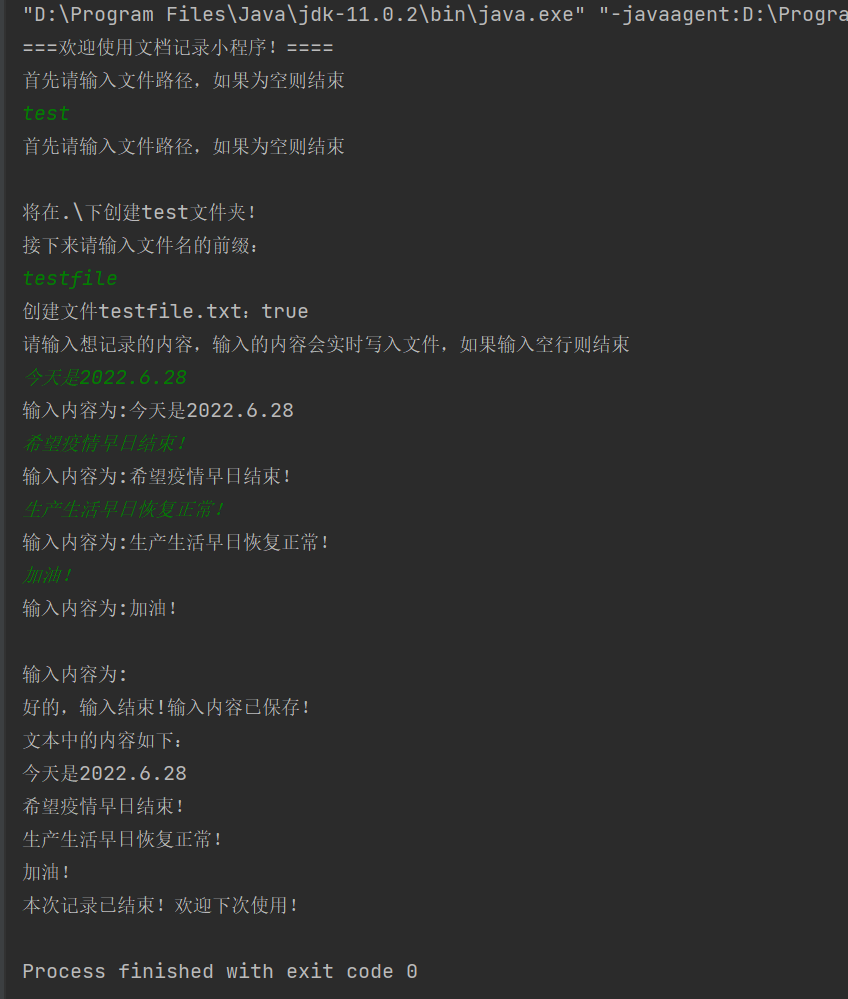 "D:\Program Files\Java\jdk-11.0.2\bin\java.exe" "-javaagent:D:\Progra
===欢迎使用文档记录小程序！====
首先请输入文件路径，如果为空则结束
test
首先请输入文件路径，如果为空则结束
将在.\下创建test文件夹！
接下来请输入文件名的前缀：
testfile
创建文件testfile.txt：true
请输入想记录的内容，输入的内容会实时写入文件，如果输入空行则结束
今天是2022.6.28
输入内容为:今天是2022.6.28
希望疫情早日结束！
输入内容为:希望疫情早日结束！
生产生活早日恢复正常！
输入内容为:生产生活早日恢复正常！
加油！
输入内容为:加油！
输入内容为:
好的，输入结束!输入内容已保存！
文本中的内容如下：
今天是2022.6.28
希望疫情早日结束！
生产生活早日恢复正常！
加油！
本次记录已结束！欢迎下次使用！
Process finished with exit code 0